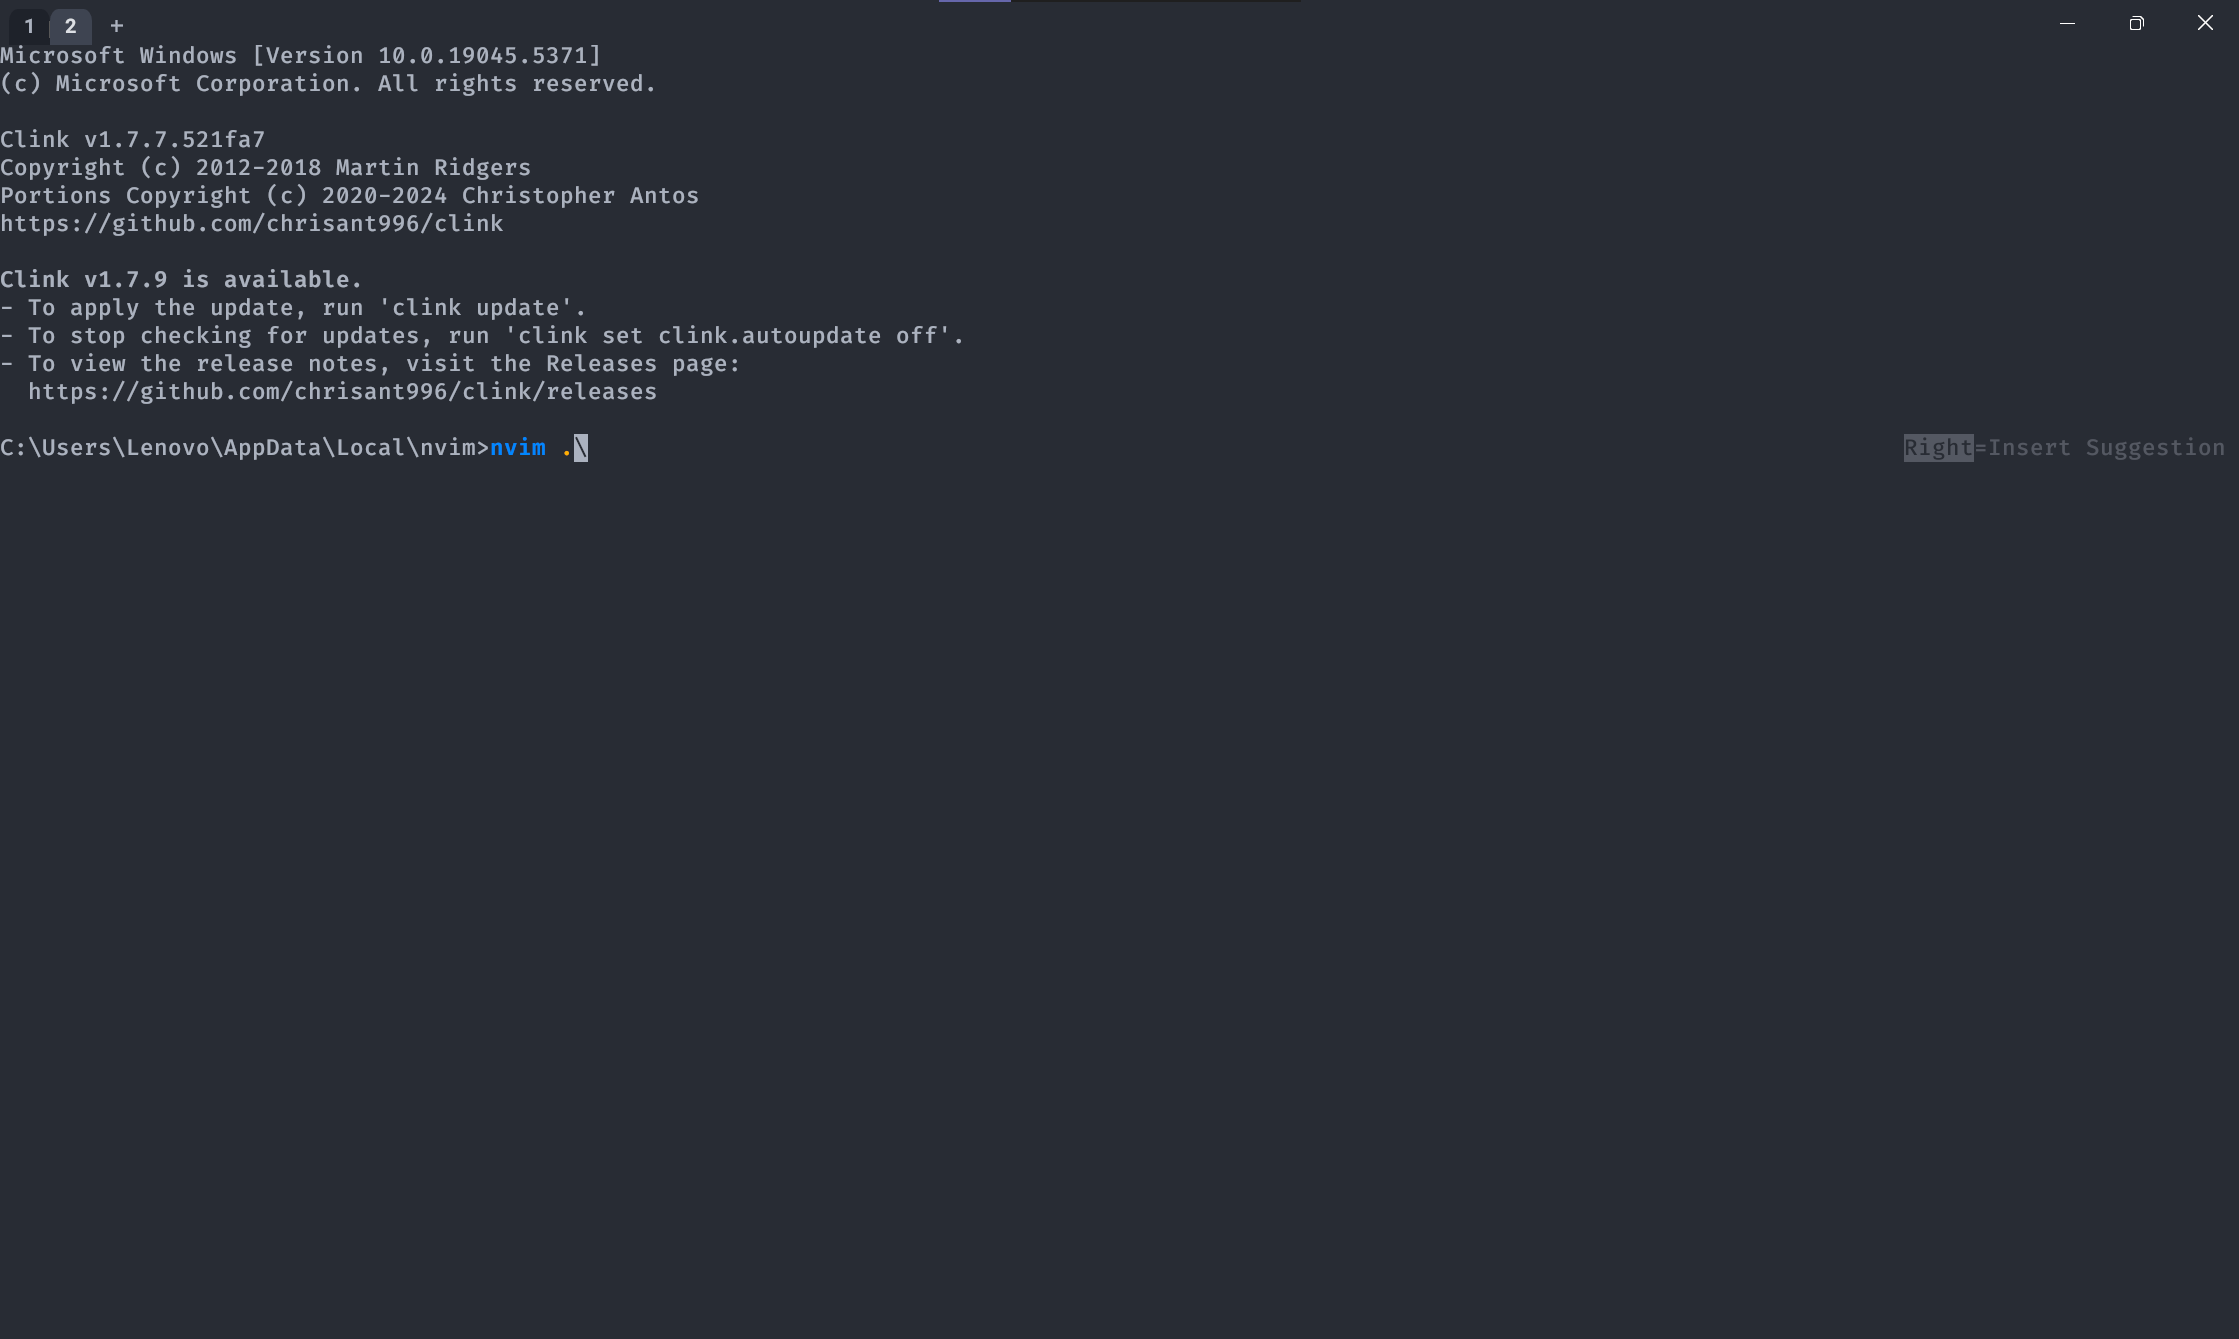 1 2 +
Microsoft Windows [Version 10.0.19045.5371]
(c) Microsoft Corporation. All rights reserved.
Clink v1.7.7.521fa7
Copyright (c) 2012-2018 Martin Ridgers
Portions Copyright (c) 2020-2024 Christopher Antos
https://github.com/chrisant996/clink
Clink v1.7.9 is available.
- To apply the update, run 'clink update'.
- To stop checking for updates, run 'clink set clink.autoupdate off'.
- To view the release notes, visit the Releases page:
  https://github.com/chrisant996/clink/releases
C:\Users\Lenovo\AppData\Local\nvim>nvim .\ Right=Insert Suggestion